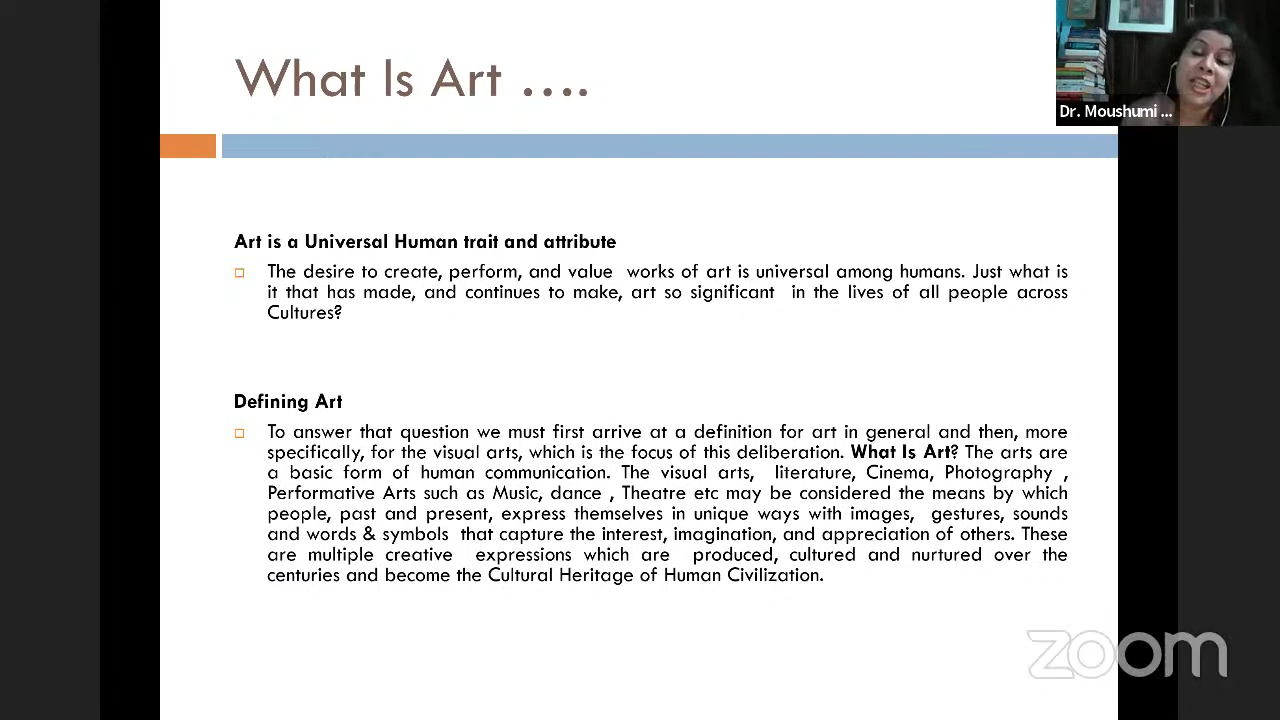 What Is Art ....
Dr. Moushumi ...
Art is a Universal Human trait and attribute
The desire to create, perform, and value works of art is universal among humans. Just what is
it that has made, and continues to make, art so significant in the lives of all people across
Cultures?
Defining Art
To answer that question we must first arrive at a definition for art in general and then, more
specifically, for the visual arts, which is the focus of this deliberation. What Is Art? The arts are
a basic form of human communication. The visual arts, literature, Cinema, Photography ,
Performative Arts such as Music, dance , Theatre etc may be considered the means by which
people, past and present, express themselves in unique ways with images, gestures, sounds
and words & symbols that capture the interest, imagination, and appreciation of others. These
are multiple creative expressions which are produced, cultured and nurtured over the
centuries and become the Cultural Heritage of Human Civilization.
zoom